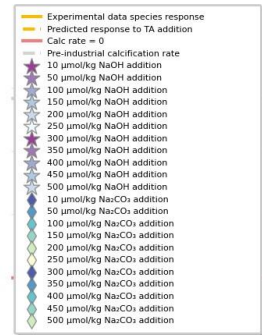 Experimental data species response
Predicted response to TA addition
Calc rate = 0
Pre-industrial calcification rate
10 μmol/kg NaOH addition
50 μmol/kg NaOH addition
100 μmol/kg NaOH addition
150 μmol/kg NaOH addition
200 μmol/kg NaOH addition
250 μmol/kg NaOH addition
300 μmol/kg NaOH addition
350 μmol/kg NaOH addition
400 μmol/kg NaOH addition
450 μmol/kg NaOH addition
500 μmol/kg NaOH addition
10 μmol/kg Na₂CO₃ addition
50 μmol/kg Na₂CO₃ addition
100 μmol/kg Na₂CO₃ addition
150 μmol/kg Na₂CO₃ addition
200 μmol/kg Na₂CO₃ addition
250 μmol/kg Na₂CO₃ addition
300 μmol/kg Na₂CO₃ addition
350 μmol/kg Na₂CO₃ addition
400 μmol/kg Na₂CO₃ addition
450 μmol/kg Na₂CO₃ addition
500 μmol/kg Na₂CO₃ addition